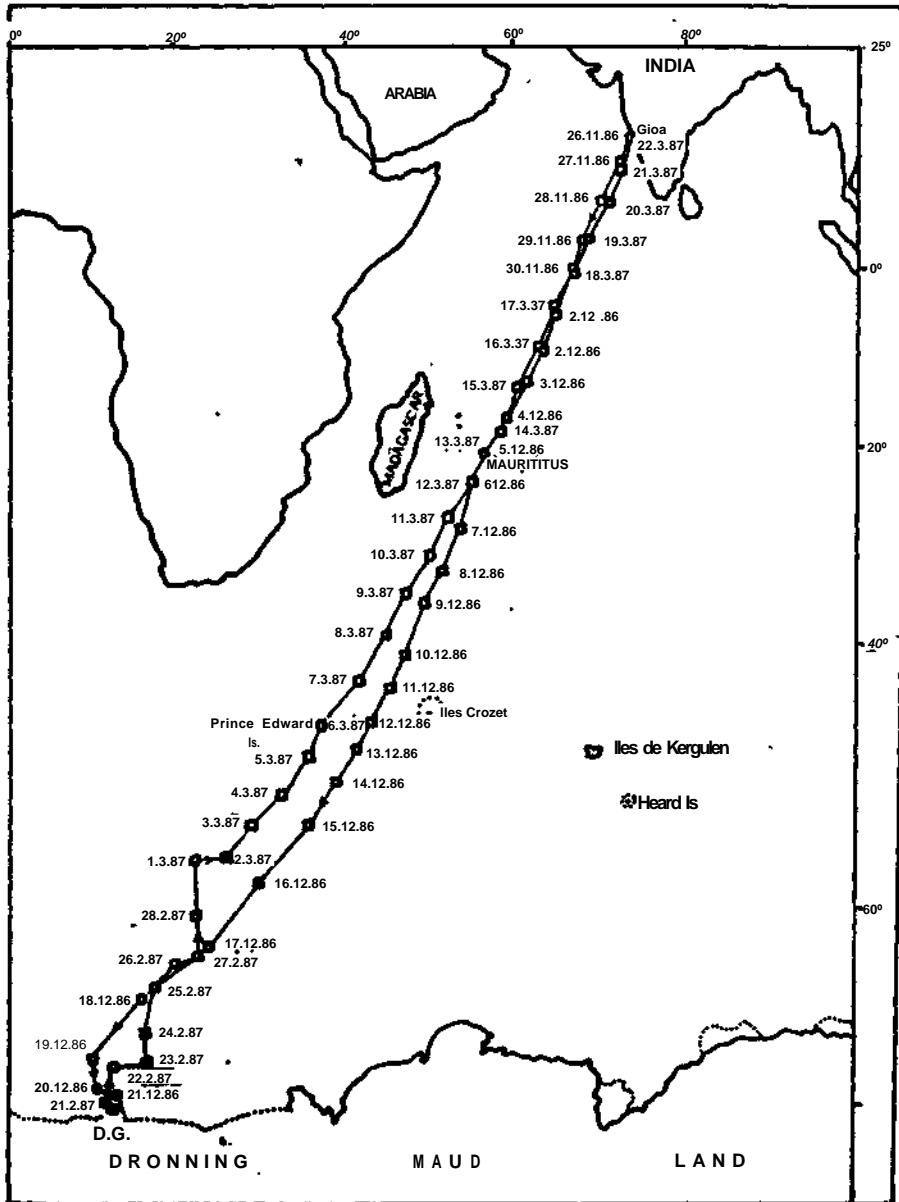 0º 20º 40º 60º 80º 25º
INDIA
ARABIA
26.11.86 Gioa
22.3.87
27.11.86
21.3.87
28.11.86
20.3.87
29.11.86 19.3.87
30.11.86 0º
18.3.87
17.3.37
2.12 .86
16.3.37
2.12.86
15.3.87 3.12.86
MADAGASCAR
4.12.86
14.3.87
13.3.87 5.12.86 20º
MAURITITUS
12.3.87 612.86
11.3.87
7.12.86
10.3.87
8.12.86
9.3.87
9.12.86
8.3.87
40º
10.12.86
7.3.87
11.12.86
Iles Crozet
Prince Edward 6.3.87 12.12.86
Is.
13.12.86 Iles de Kergulen
5.3.87
14.12.86
4.3.87
Heard Is
3.3.87 15.12.86
1.3.87 2.3.87
16.12.86
28.2.87 60º
17.12.86
26.2.87 27.2.87
25.2.87
18.12.86
24.2.87
19.12.86
23.2.87
22.2.87
20.12.86 21.12.86
21.2.87
D.G.
DRONNING MAUD LAND